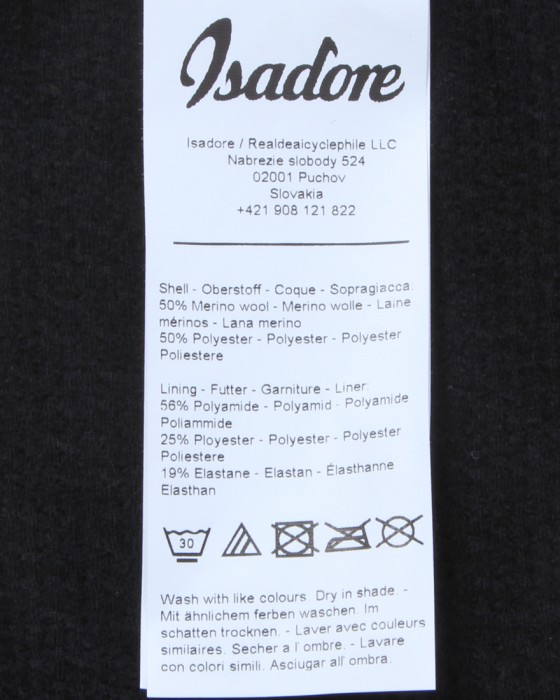 Isadore
Isadore / Realdeaicyclephile LLC
Nabrezie slobody 524
02001 Puchov
Slovakia
+421 908 121 822
Shell - Oberstoff - Coque - Sopragiacca:
50% Merino wool - Merino wolle - Laine
mérinos - Lana merino
50% Polyester - Polyester - Polyester
Poliestere
Lining - Futter - Garniture - Liner:
56% Polyamide - Polyamid - Polyamide
Poliammide
25% Ployester - Polyester - Polyester
Poliestere
19% Elastane - Elastan - Élasthanne
Elasthan
30
Wash with like colours. Dry in shade. -
Mit ähnlichem ferben waschen. Im
schatten trocknen. - Laver avec couleurs
similaires. Secher a l' ombre. - Lavare
con colori simili. Asciugar all' ombra.